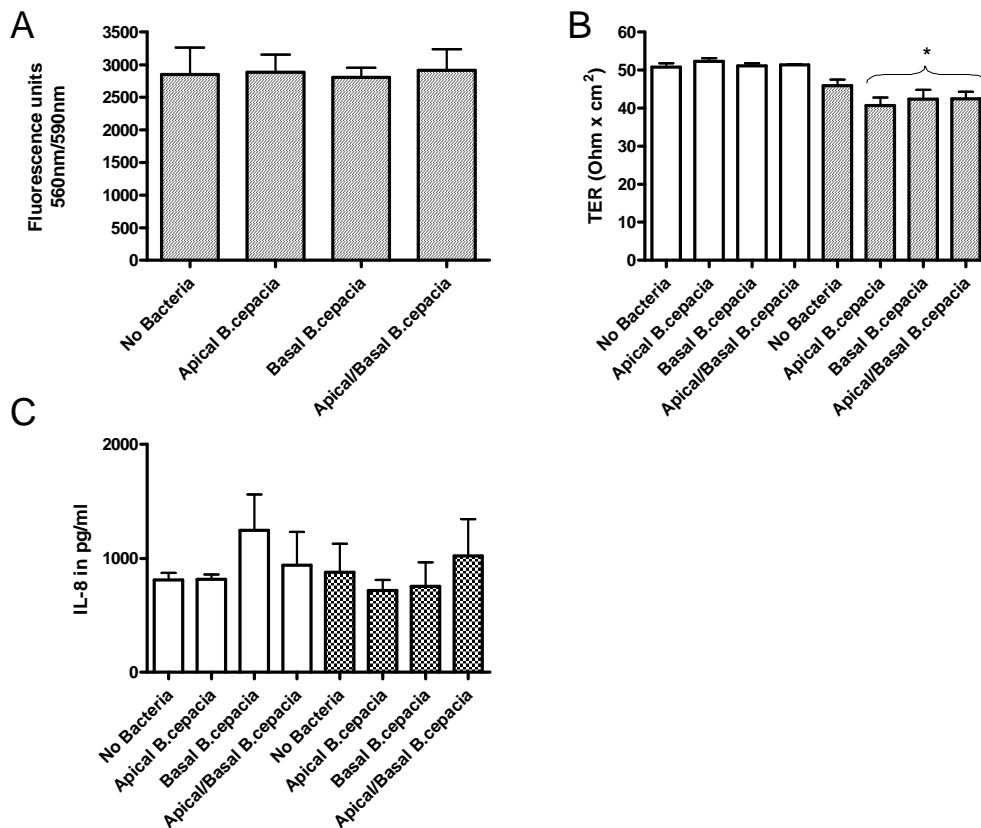 A
Fluorescence units
560nm/590nm
3500
3000
2500
2000
1500
1000
500
0
No Bacteria
Apical B.cepacia
Basal B.cepacia
Apical/Basal B.cepacia
B
TER (Ohm x cm²)
60
50
40
30
20
10
0
*
No Bacteria
Apical B.cepacia
Basal B.cepacia
Apical/Basal B.cepacia
No Bacteria
Apical B.cepacia
Basal B.cepacia
Apical/Basal B.cepacia
C
IL-8 in pg/ml
2000
1000
0
No Bacteria
Apical B.cepacia
Basal B.cepacia
Apical/Basal B.cepacia
No Bacteria
Apical B.cepacia
Basal B.cepacia
Apical/Basal B.cepacia